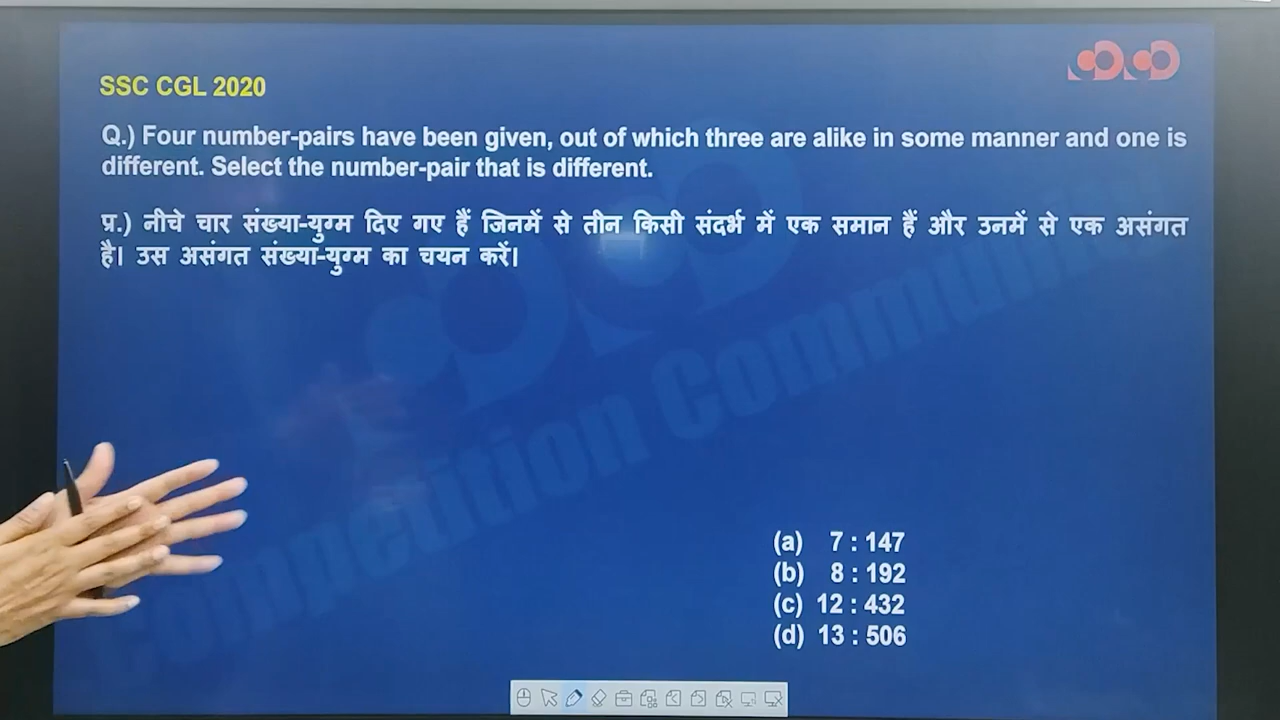 SSC CGL 2020
Q.) Four number-pairs have been given, out of which three are alike in some manner and one is
different. Select the number-pair that is different.
प्र.) नीचे चार संख्या-युग्म दिए गए हैं जिनमें से तीन किसी संदर्भ में एक समान हैं और उनमें से एक असंगत
है। उस असंगत संख्या-युग्म का चयन करें।
Competition Community
(a) 7 : 147
(b) 8 : 192
(c) 12 : 432
(d) 13 : 506